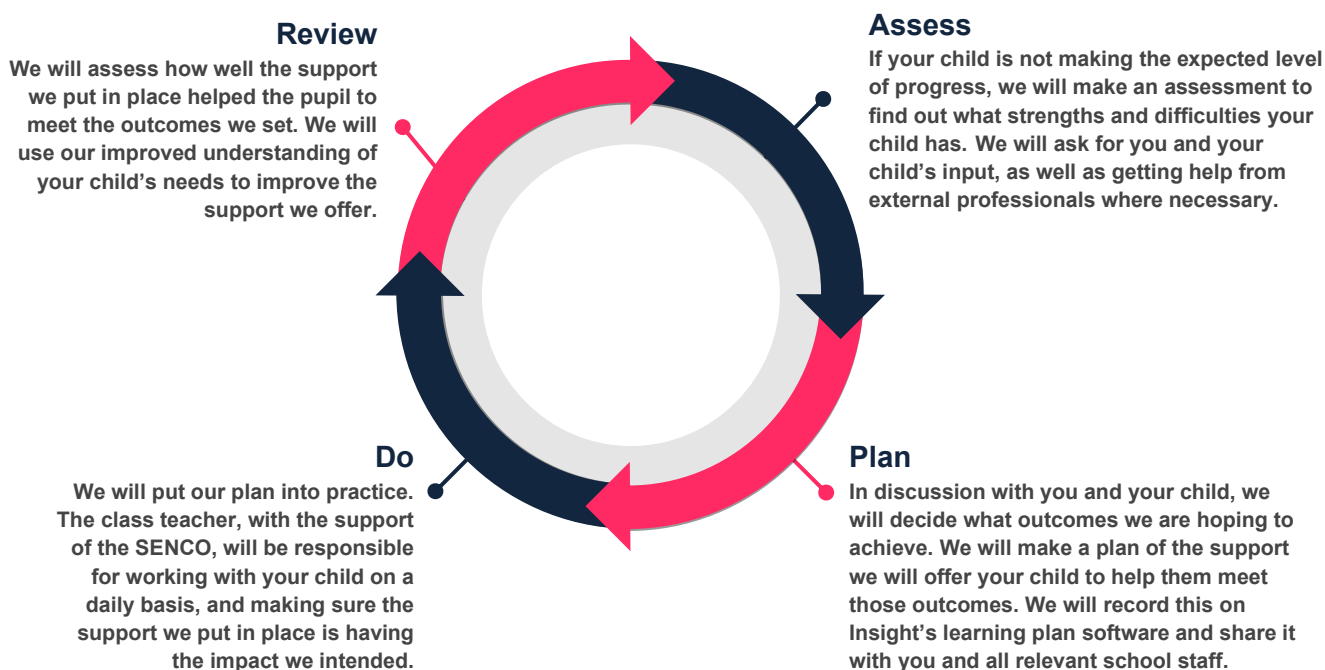 Review
We will assess how well the support
we put in place helped the pupil to
meet the outcomes we set. We will
use our improved understanding of
your child’s needs to improve the
support we offer.
Assess
If your child is not making the expected level
of progress, we will make an assessment to
find out what strengths and difficulties your
child has. We will ask for you and your
child’s input, as well as getting help from
external professionals where necessary.
Do
We will put our plan into practice.
The class teacher, with the support
of the SENCO, will be responsible
for working with your child on a
daily basis, and making sure the
support we put in place is having
the impact we intended.
Plan
In discussion with you and your child, we
will decide what outcomes we are hoping to
achieve. We will make a plan of the support
we will offer your child to help them meet
those outcomes. We will record this on
Insight’s learning plan software and share it
with you and all relevant school staff.